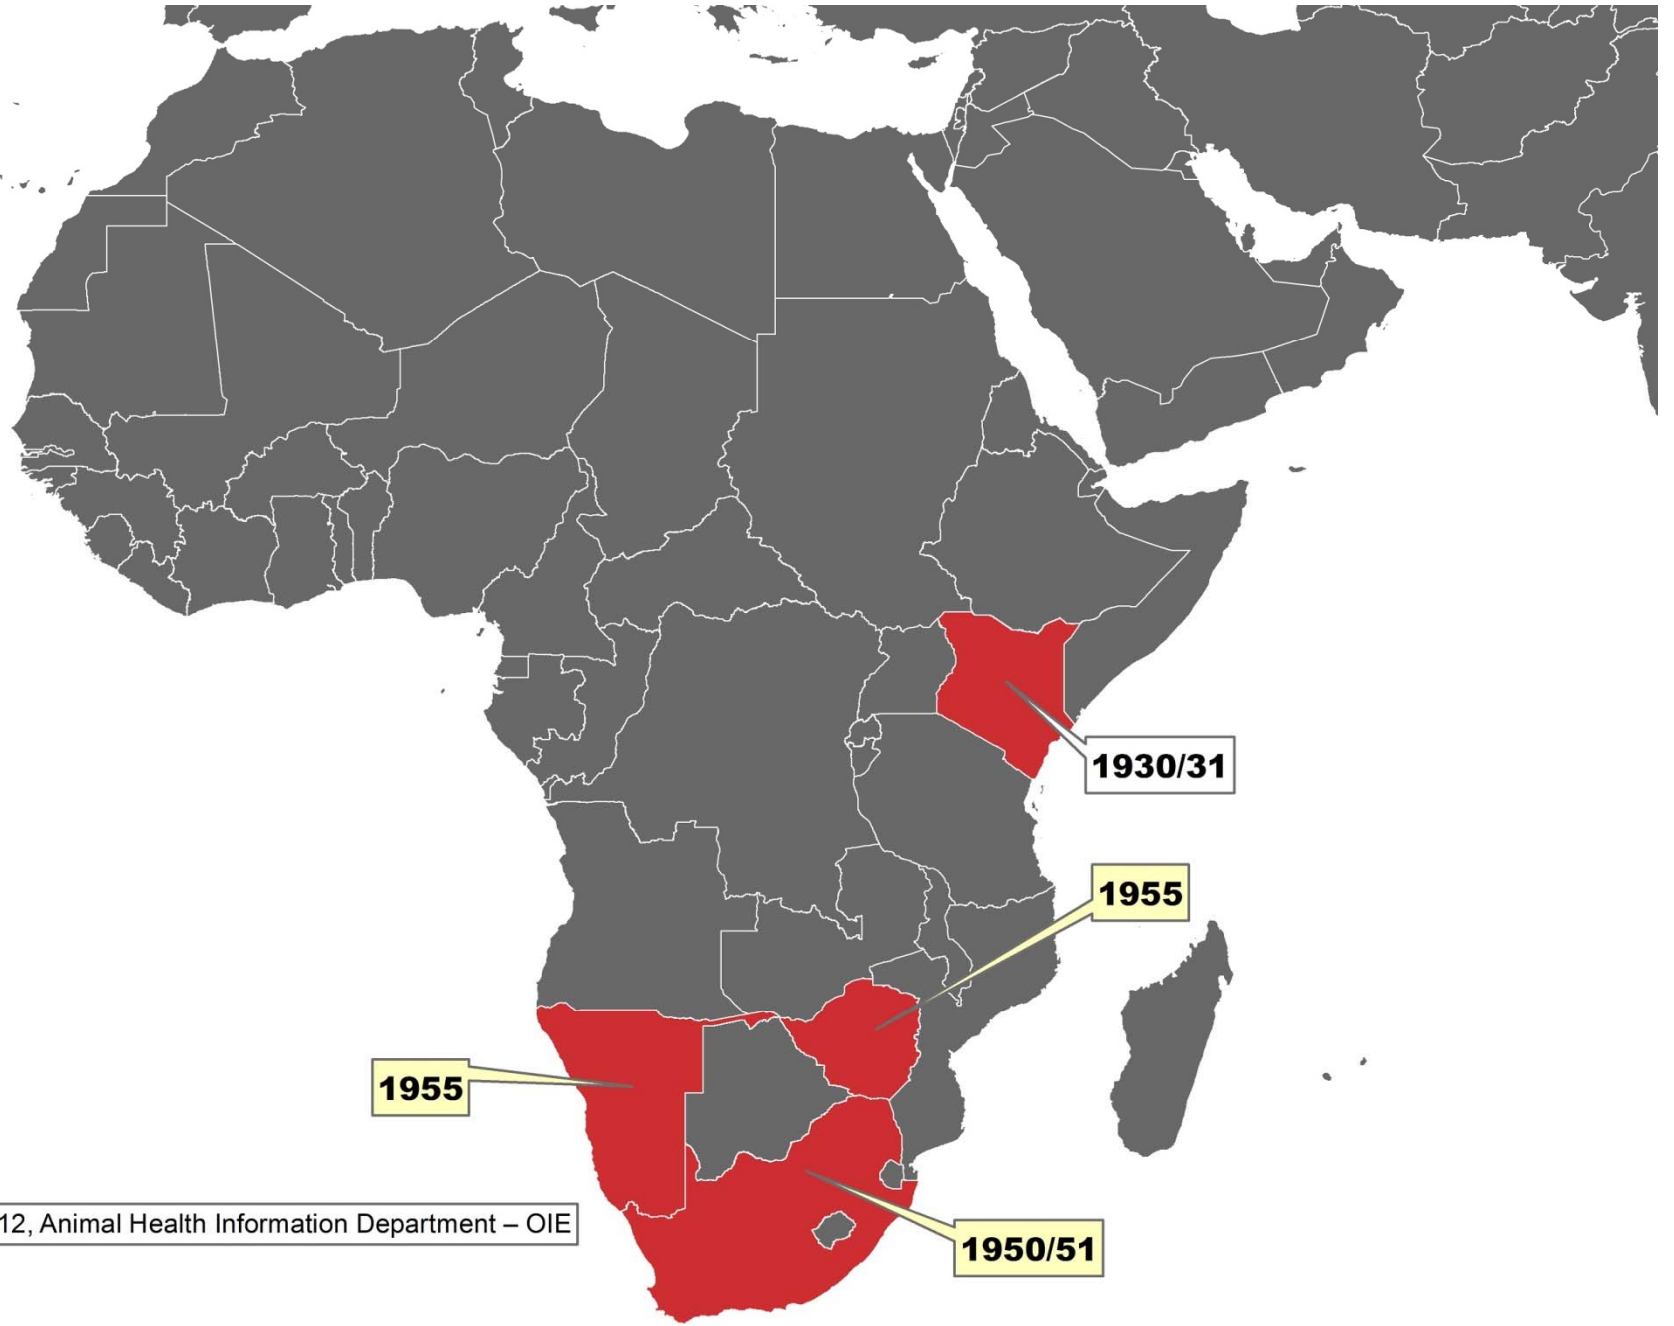 1930/31
1955
1955
12, Animal Health Information Department – OIE
1950/51